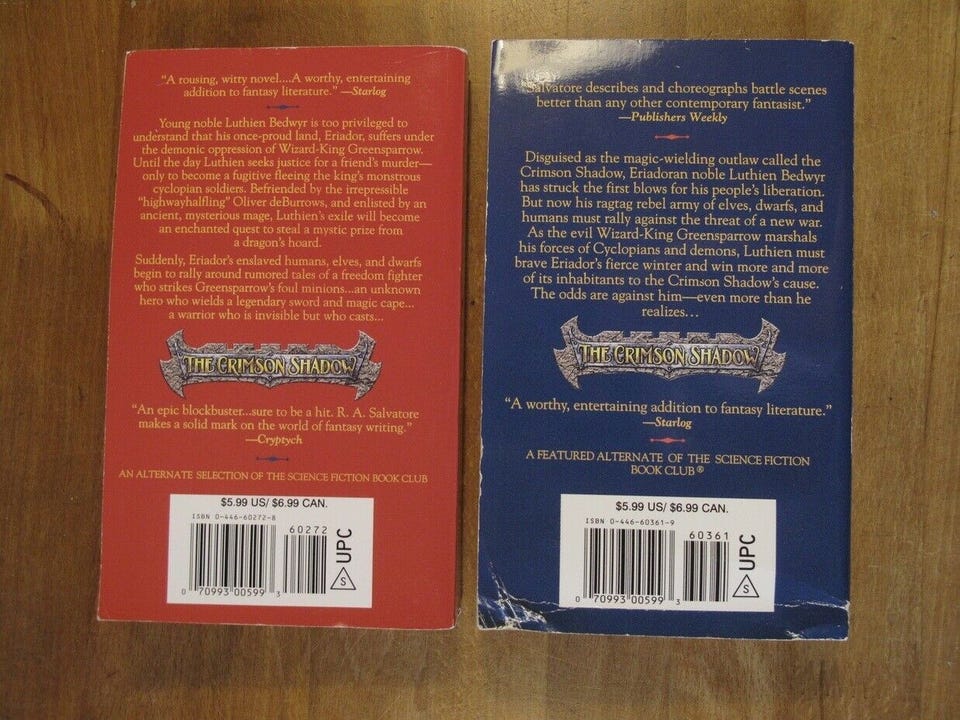 “A rousing, witty novel....A worthy, entertaining
addition to fantasy literature.” —Starlog
Young noble Luthien Bedwyr is too privileged to
understand that his once-proud land, Eriador, suffers under
the demonic oppression of Wizard-King Greensparrow.
Until the day Luthien seeks justice for a friend’s murder—
only to become a fugitive fleeing the king’s monstrous
cyclopian soldiers. Befriended by the irrepressible
“highwayhalfling” Oliver deBurrows, and enlisted by an
ancient, mysterious mage, Luthien’s exile will become
an enchanted quest to steal a mystic prize from
a dragon’s hoard.
Suddenly, Eriador’s enslaved humans, elves, and dwarfs
begin to rally around rumored tales of a freedom fighter
who strikes Greensparrow’s foul minions...an unknown
hero who wields a legendary sword and magic cape...
a warrior who is invisible but who casts...
THE CRIMSON SHADOW
“An epic blockbuster...sure to be a hit. R. A. Salvatore
makes a solid mark on the world of fantasy writing.”
—Cryptych
AN ALTERNATE SELECTION OF THE SCIENCE FICTION BOOK CLUB
$5.99 US/ $6.99 CAN.
ISBN 0-446-60272-8
60272
UPC
S
0 70993 00599 3
“Salvatore describes and choreographs battle scenes
better than any other contemporary fantasist.”
—Publishers Weekly
Disguised as the magic-wielding outlaw called the
Crimson Shadow, Eriadoran noble Luthien Bedwyr
has struck the first blows for his people’s liberation.
But now his ragtag rebel army of elves, dwarfs, and
humans must rally against the threat of a new war.
As the evil Wizard-King Greensparrow marshals
his forces of Cyclopians and demons, Luthien must
brave Eriador’s fierce winter and win more and more
of its inhabitants to the Crimson Shadow’s cause.
The odds are against him—even more than he
realizes...
THE CRIMSON SHADOW
“A worthy, entertaining addition to fantasy literature.”
—Starlog
A FEATURED ALTERNATE OF THE SCIENCE FICTION
BOOK CLUB®
$5.99 US/ $6.99 CAN.
ISBN 0-446-60361-9
60361
UPC
S
0 70993 00599 3